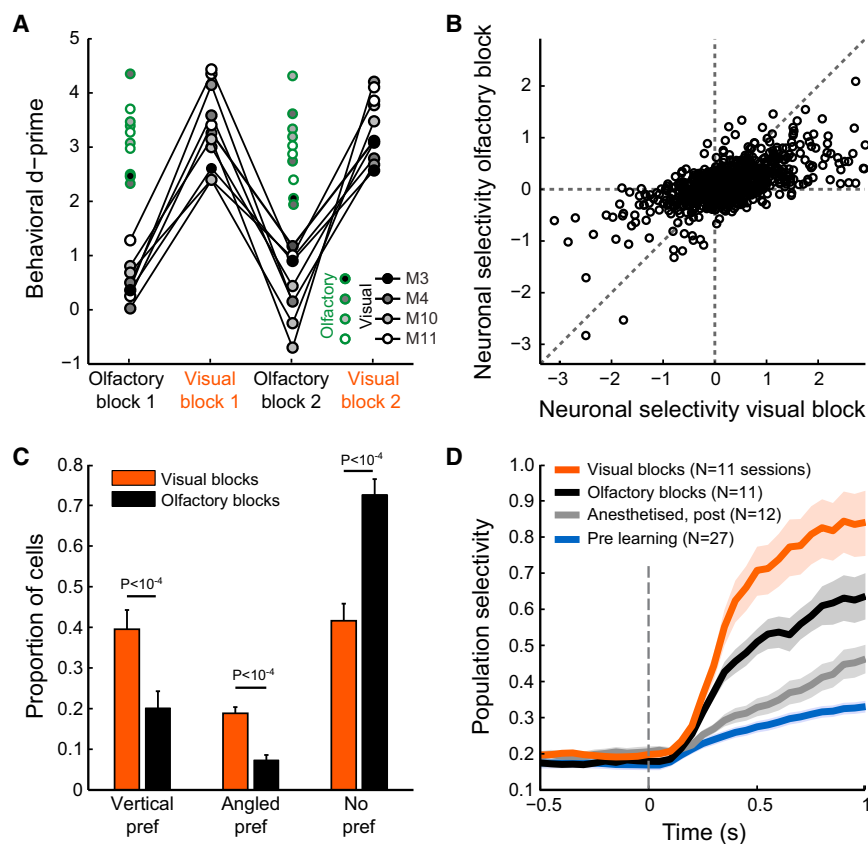 A
Behavioral d-prime
5
4
3
2
1
0
−1
Olfactory
Visual
M3
M4
M10
M11
Olfactory block 1
Visual block 1
Olfactory block 2
Visual block 2
B
Neuronal selectivity olfactory block
2
1
0
−1
−2
−3
−3 −2 −1 0 1 2
Neuronal selectivity visual block
C
Proportion of cells
0.8
0.7
0.6
0.5
0.4
0.3
0.2
0.1
0
Visual blocks
Olfactory blocks
P<10-4
P<10-4
P<10-4
Vertical pref
Angled pref
No pref
D
Population selectivity
1.0
0.9
0.8
0.7
0.6
0.5
0.4
0.3
0.2
0.1
Visual blocks (N=11 sessions)
Olfactory blocks (N=11)
Anesthetised, post (N=12)
Pre learning (N=27)
−0.5 0 0.5 1
Time (s)